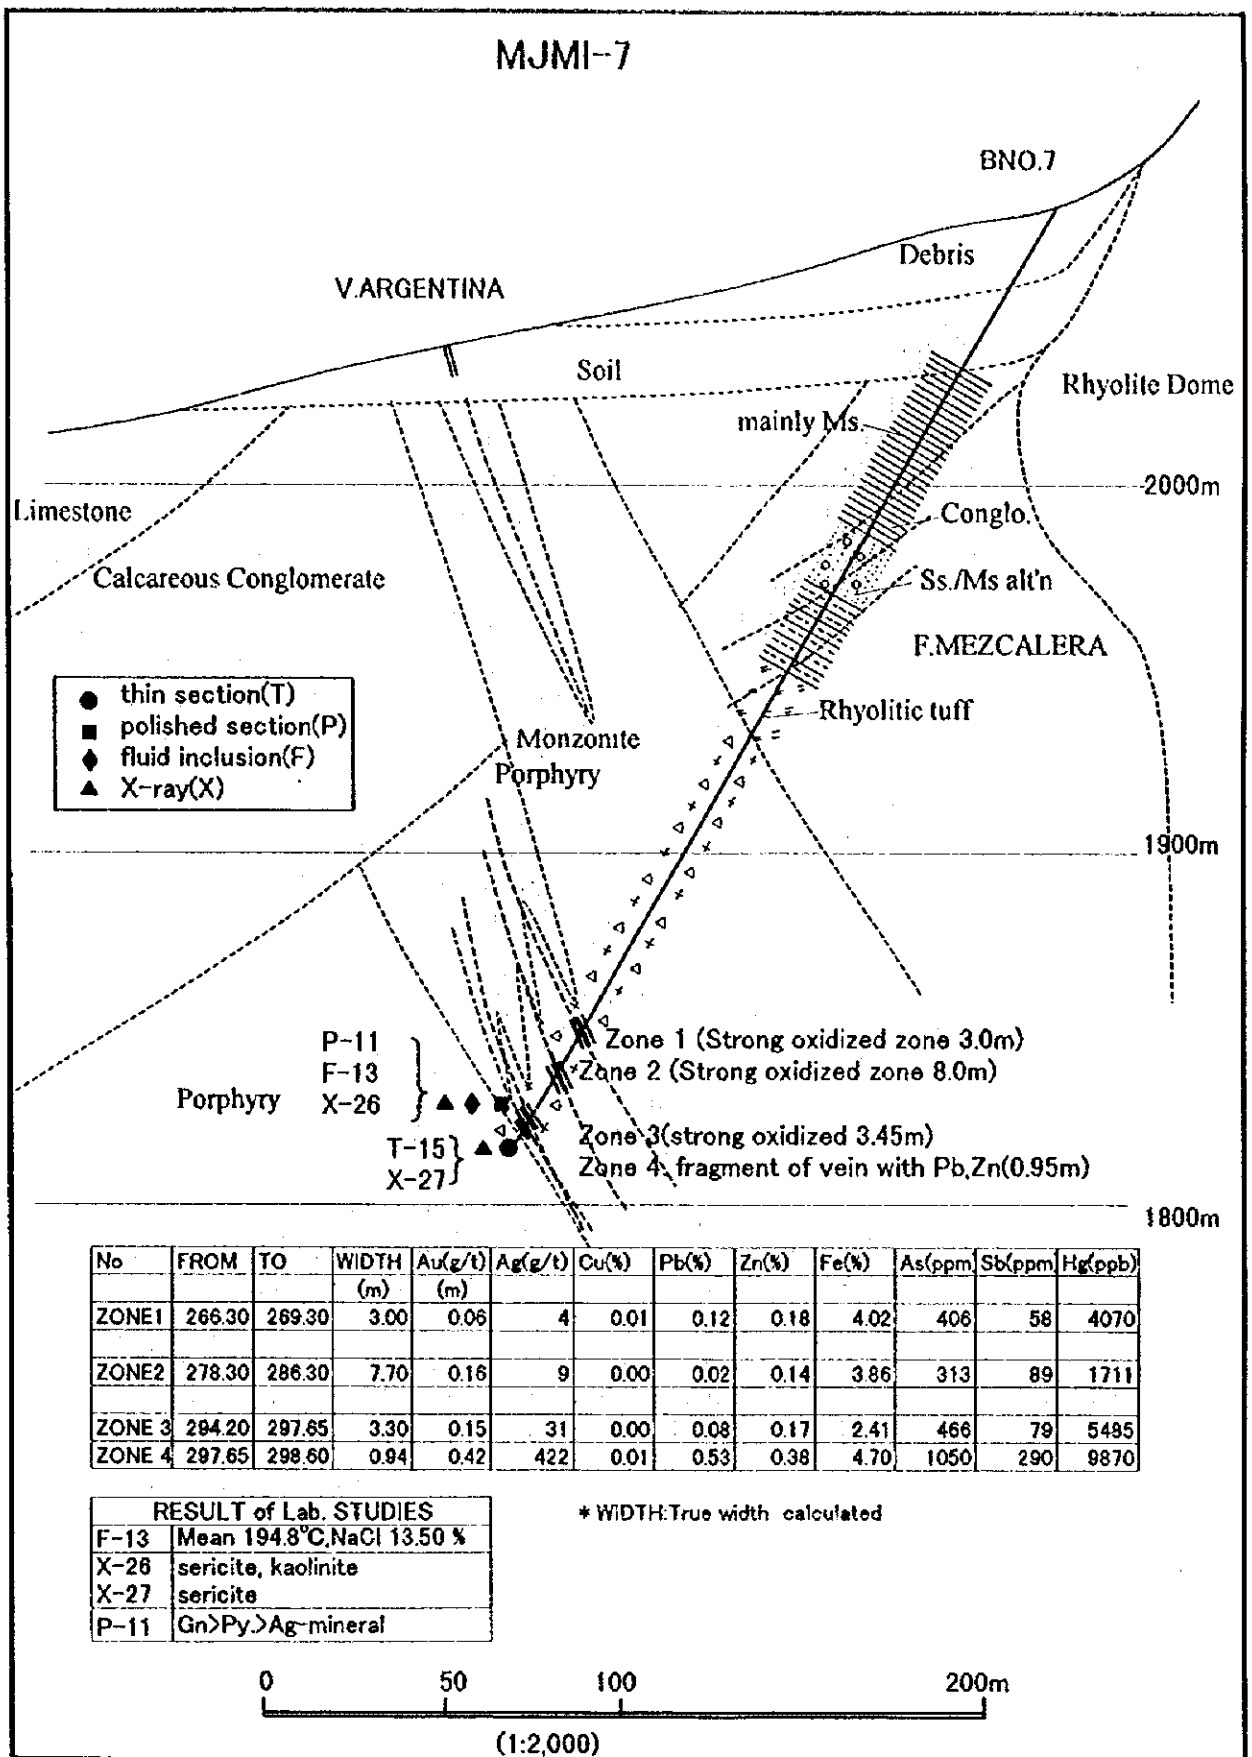 MJMI-7
BNO.7
Debris
V.ARGENTINA
Soil
Rhyolite Dome
mainly Ms.
2000m
Limestone
Conglo.
Calcareous Conglomerate
Ss./Ms alt'n
F.MEZCALERA
thin section(T)
polished section(P)
fluid inclusion(F)
X-ray(X)
Rhyolitic tuff
Monzonite
Porphyry
1900m
P-11
F-13
X-26
Zone 1 (Strong oxidized zone 3.0m)
Zone 2 (Strong oxidized zone 8.0m)
Porphyry
T-15
X-27
Zone 3(strong oxidized 3.45m)
Zone 4. fragment of vein with Pb,Zn(0.95m)
1800m
No FROM TO WIDTH Au(g/t) Ag(g/t) Cu(%) Pb(%) Zn(%) Fe(%) As(ppm) Sb(ppm) Hg(ppb)
(m) (m)
ZONE1 266.30 269.30 3.00 0.06 4 0.01 0.12 0.18 4.02 406 58 4070
ZONE2 278.30 286.30 7.70 0.16 9 0.00 0.02 0.14 3.86 313 89 1711
ZONE 3 294.20 297.65 3.30 0.15 31 0.00 0.08 0.17 2.41 466 79 5485
ZONE 4 297.65 298.60 0.94 0.42 422 0.01 0.53 0.38 4.70 1050 290 9870
RESULT of Lab. STUDIES
F-13 Mean 194.8°C,NaCl 13.50 %
X-26 sericite, kaolinite
X-27 sericite
P-11 Gn>Py.>Ag-mineral
* WIDTH:True width calculated
0 50 100 200m
(1:2,000)